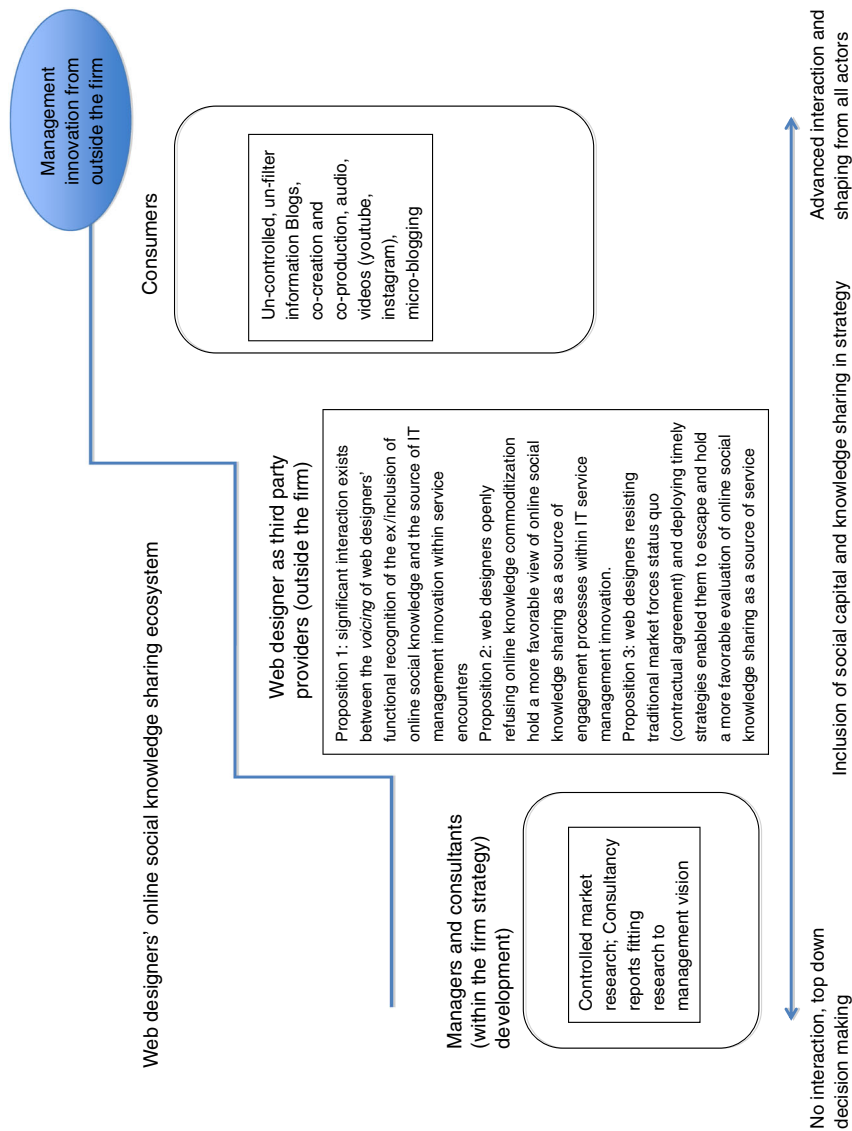 Web designers’ online social knowledge sharing ecosystem
Management
innovation from
outside the firm
Managers and consultants
(within the firm strategy)
development)
Controlled market
research; Consultancy
reports fitting
research to
management vision
Web designer as third party
providers (outside the firm)
Proposition 1: significant interaction exists
between the voicing of web designers’
functional recognition of the ex/inclusion of
online social knowledge and the source of IT
management innovation within service
encounters
Proposition 2: web designers openly
refusing online knowledge commoditization
hold a more favorable view of online social
knowledge sharing as a source of
engagement processes within IT service
management innovation.
Proposition 3: web designers resisting
traditional market forces status quo
(contractual agreement) and deploying timely
strategies enabled them to escape and hold
a more favorable evaluation of online social
knowledge sharing as a source of service
Consumers
Un-controlled, un-filter
information Blogs,
co-creation and
co-production, audio,
videos (youtube,
instagram),
micro-blogging
No interaction, top down
decision making
Inclusion of social capital and knowledge sharing in strategy
Advanced interaction and
shaping from all actors